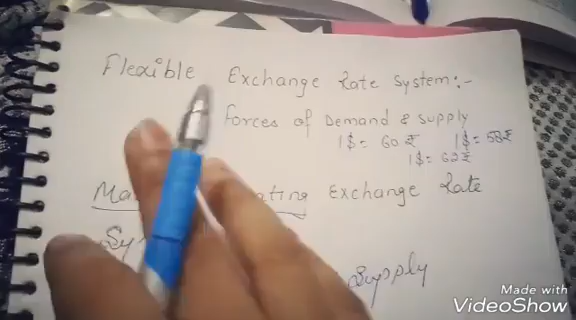 Flexible Exchange Rate System:-
Forces of Demand & Supply
1$ = 60 ₹ 1$ = 58 ₹
1$ = 62 ₹
Exchange Rate
Supply
Made with
VideoShow